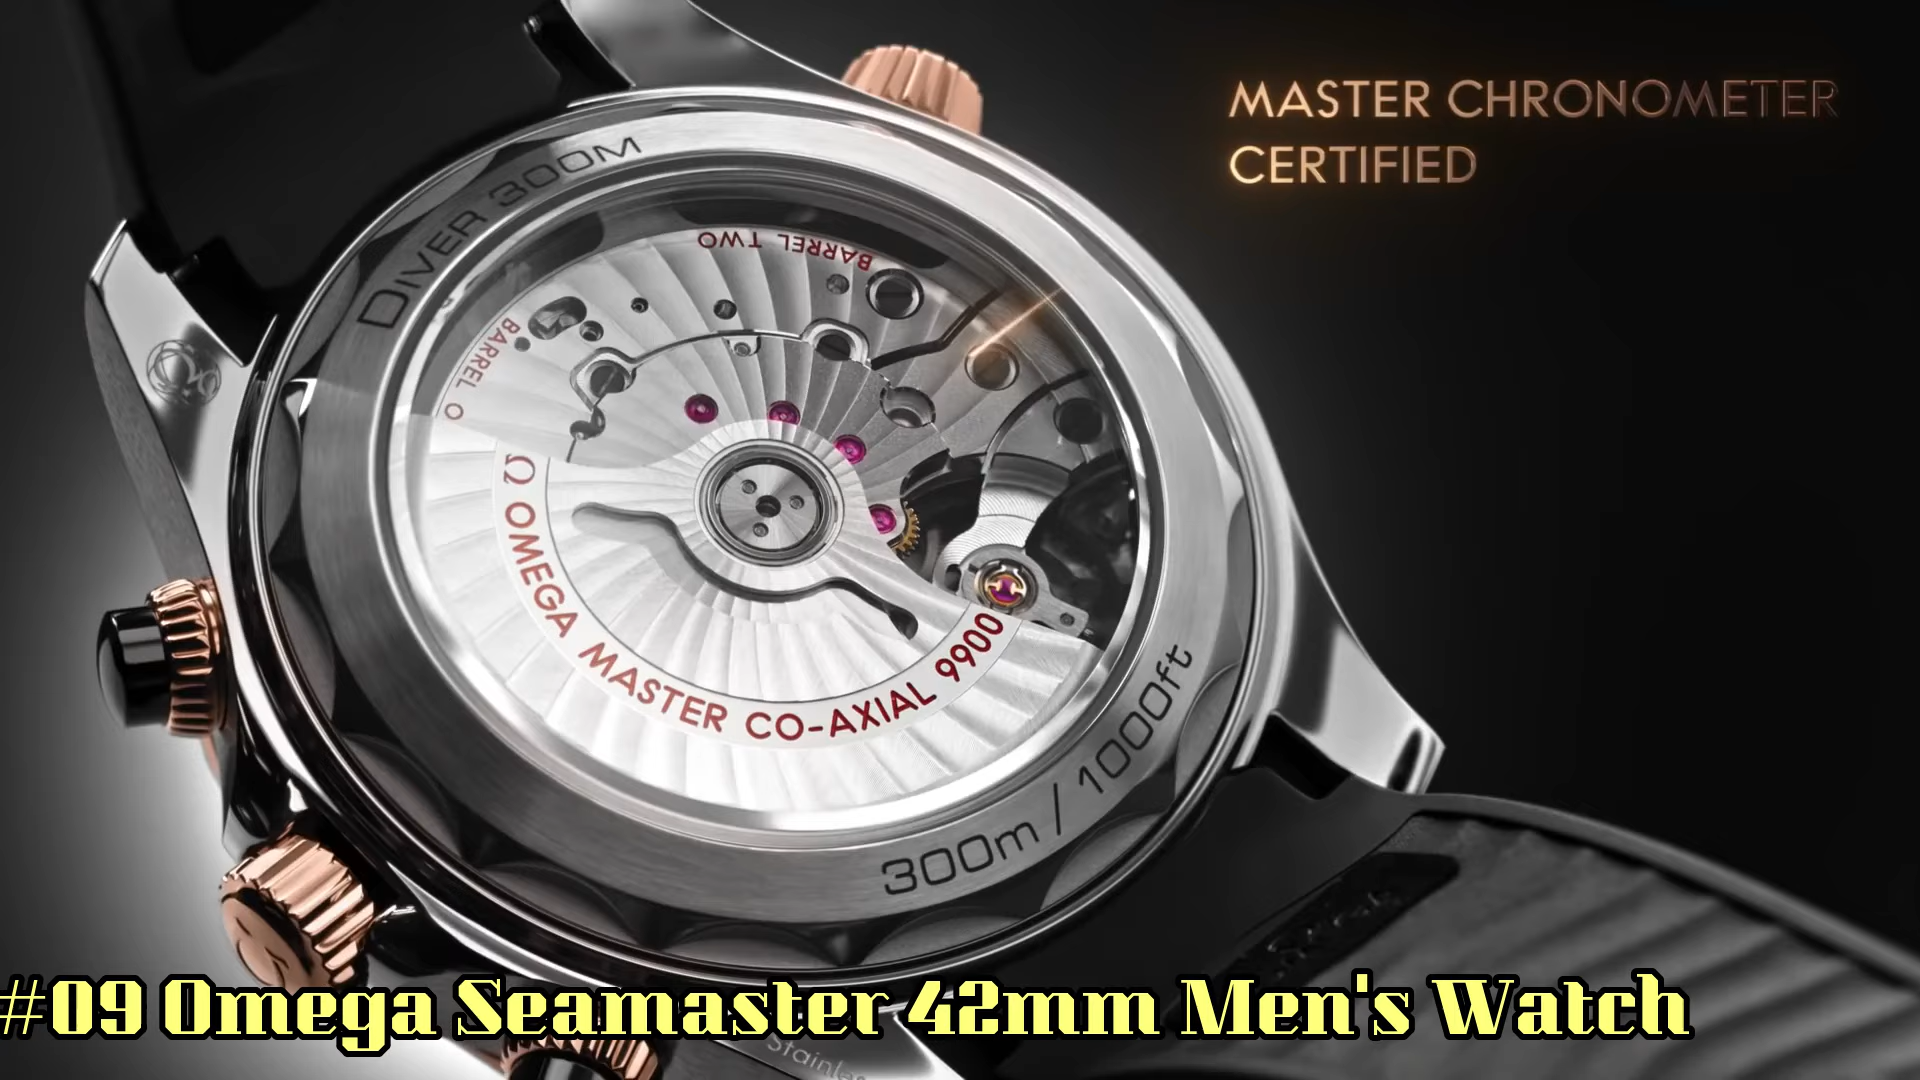 MASTER CHRONOMETER
CERTIFIED
DIVER 300M
BARREL TWO
BARREL O
Ω OMEGA MASTER CO-AXIAL 9900
300m / 1000ft
#09 Omega Seamaster 42mm Men's Watch